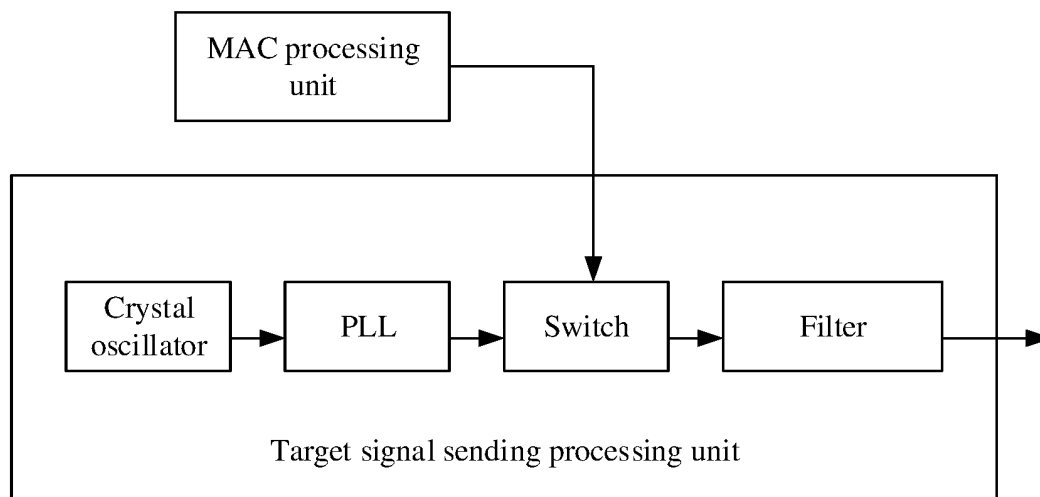 MAC processing
unit
Crystal
oscillator
PLL
Switch
Filter
Target signal sending processing unit